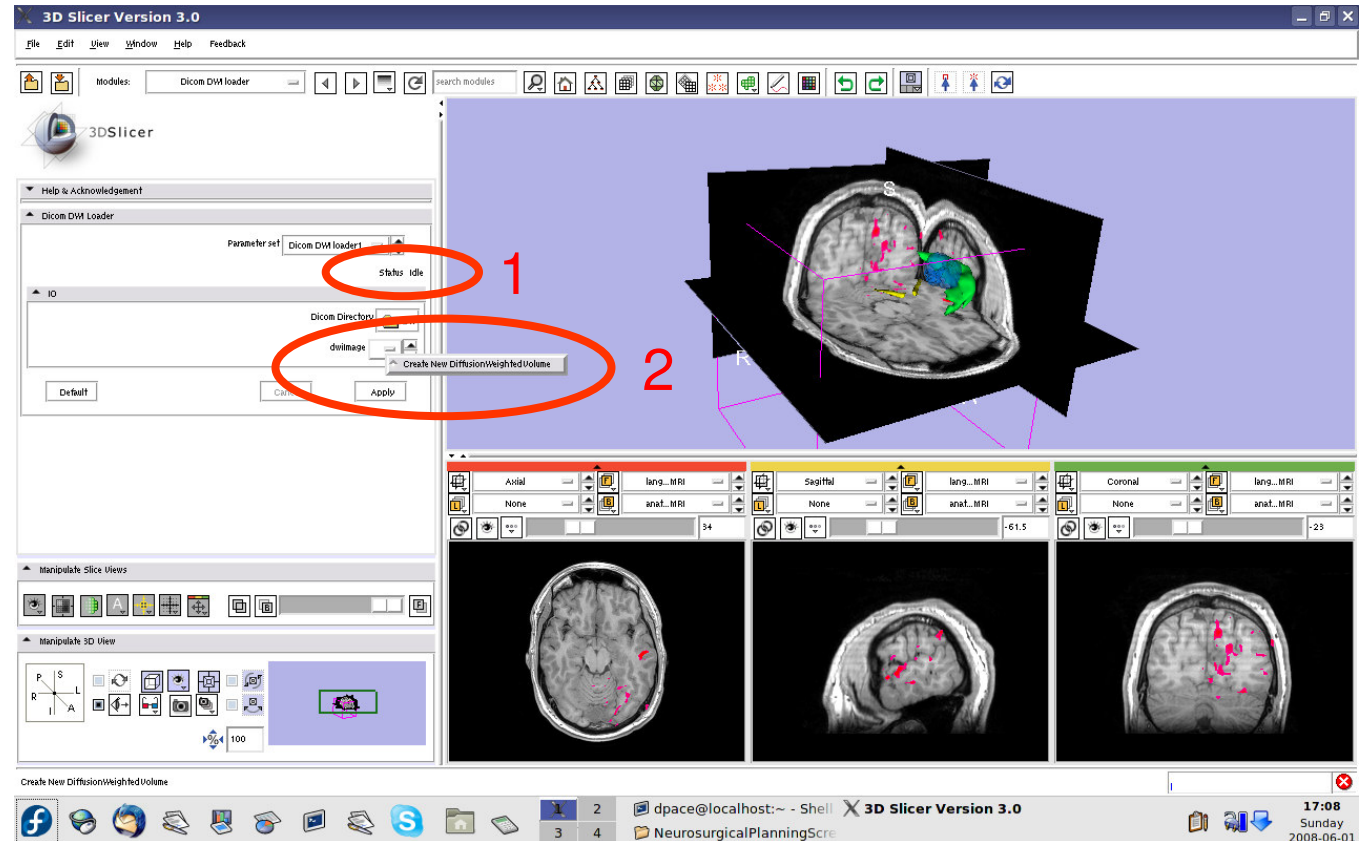 3D Slicer Version 3.0
File Edit View Window Help Feedback
Modules: Dicom DWI loader search modules
3DSlicer
Help & Acknowledgement
Dicom DWI Loader
Parameter set Dicom DWI loader1
Status Idle
1
IO
Dicom Directory
dwiImage
Create New DiffusionWeightedVolume
2
Default Apply
S
R
Axial lang...MRI
None anat...MRI
34
Sagittal lang...MRI
None anat...MRI
-61.5
Coronal lang...MRI
None anat...MRI
-23
Manipulate Slice Views
Manipulate 3D View
P S
R L
I A
% 100
Create New DiffusionWeightedVolume
1 2
3 4
dpace@localhost:~ - Shell
3D Slicer Version 3.0
NeurosurgicalPlanningScre
17:08
Sunday
2008-06-01